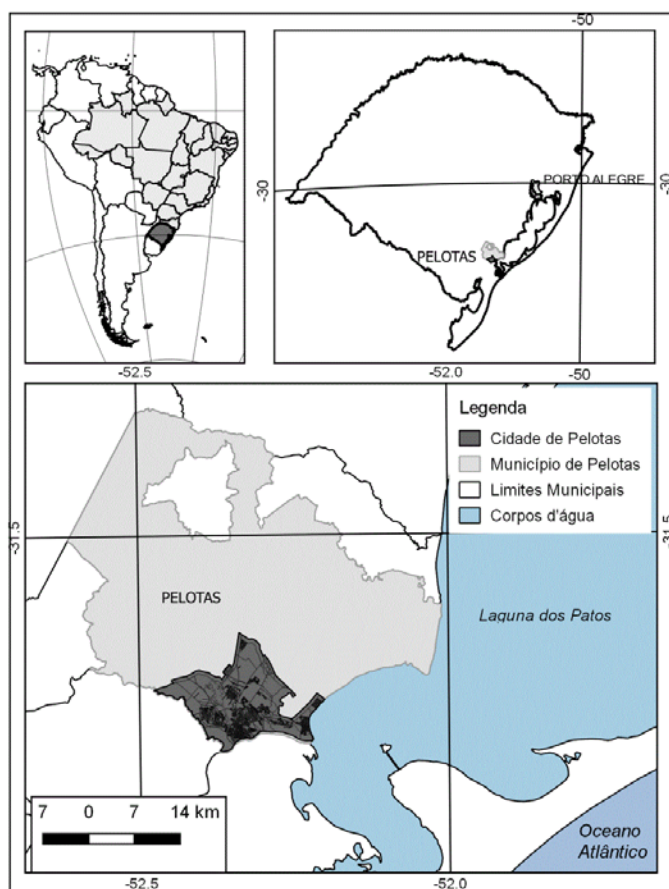 -50
-30
PORTO ALEGRE
-30
PELOTAS
-52.5
-52.0
-50
Legenda
Cidade de Pelotas
Município de Pelotas
Limites Municipais
Corpos d'água
-31.5
-31.5
PELOTAS
Laguna dos Patos
7 0 7 14 km
Oceano
Atlântico
-52.5
-52.0